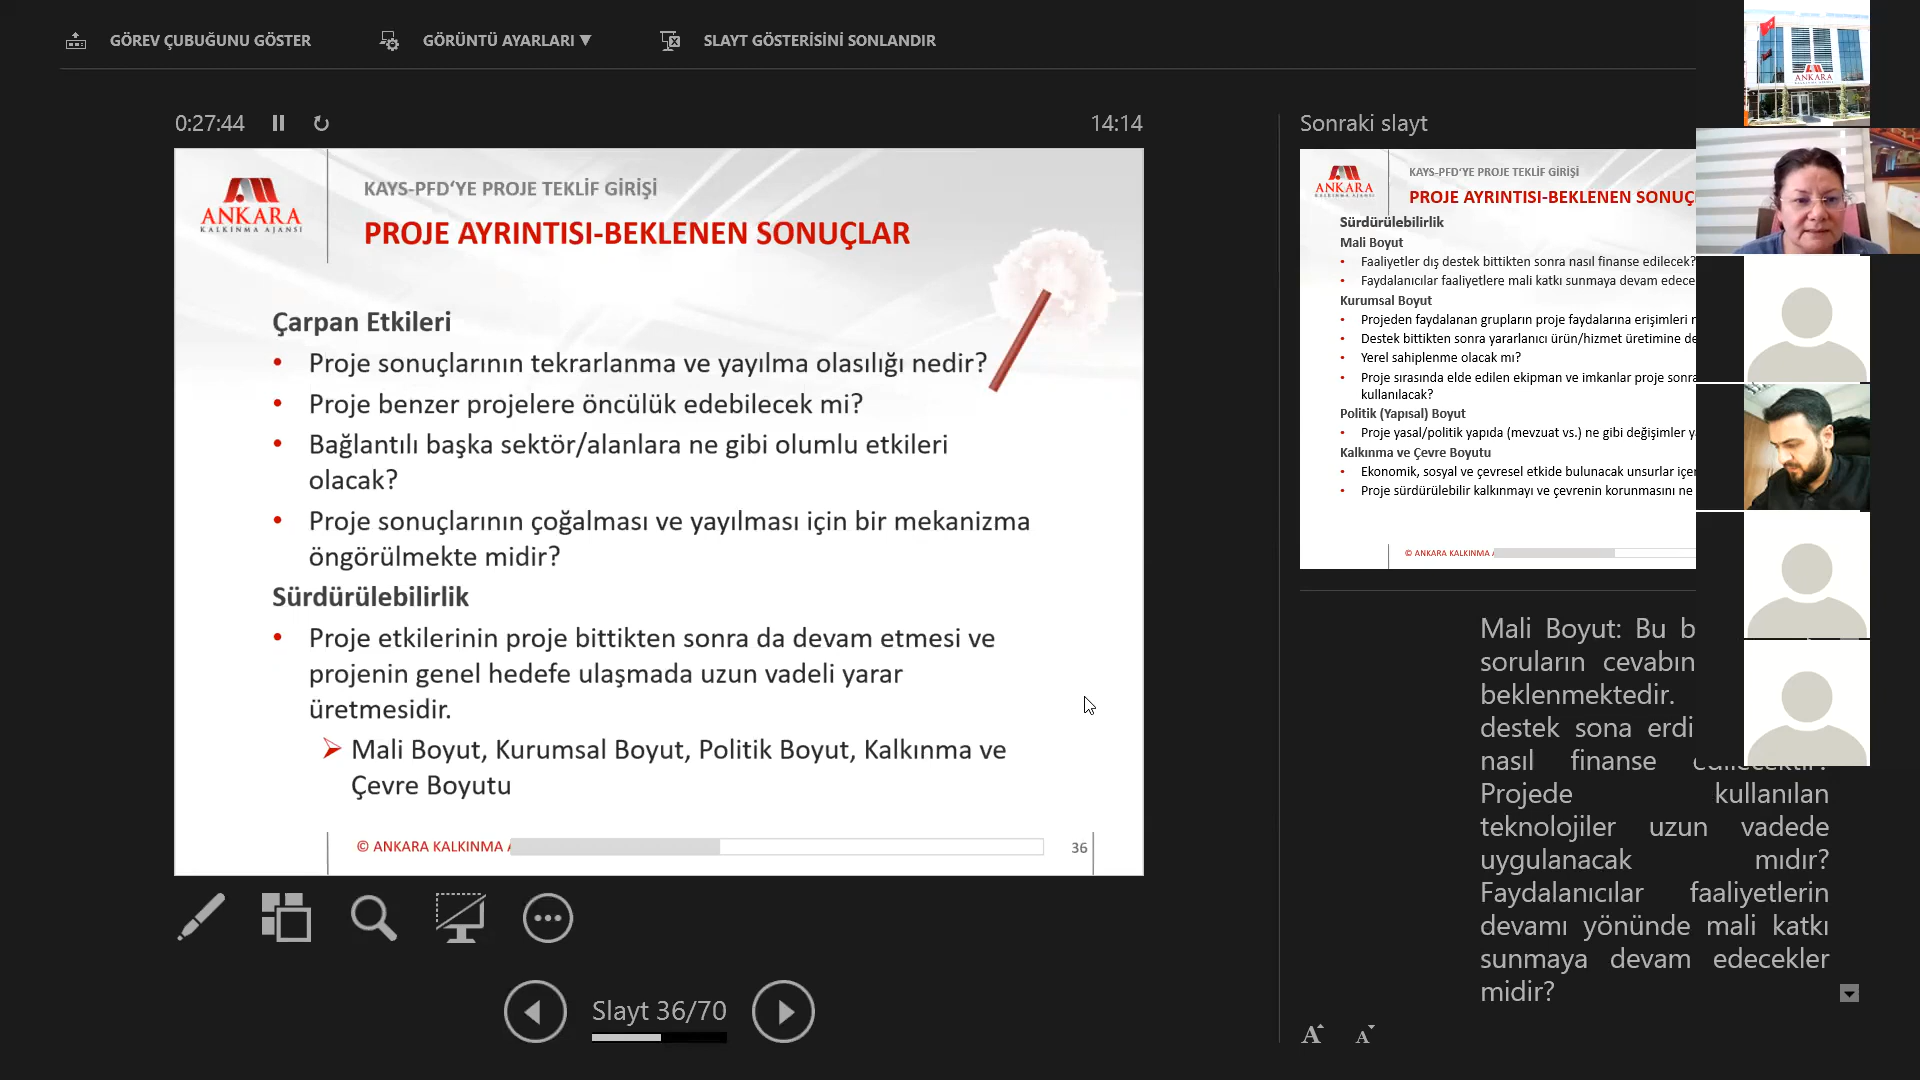 GÖREV ÇUBUĞUNU GÖSTER
GÖRÜNTÜ AYARLARI ▼
SLAYT GÖSTERİSİNİ SONLANDIR
0:27:44
14:14
ANKARA
KALKINMA AJANSI
KAYS-PFD‘YE PROJE TEKLİF GİRİŞİ
PROJE AYRINTISI-BEKLENEN SONUÇLAR
Çarpan Etkileri
• Proje sonuçlarının tekrarlanma ve yayılma olasılığı nedir?
• Proje benzer projelere öncülük edebilecek mi?
• Bağlantılı başka sektör/alanlara ne gibi olumlu etkileri
olacak?
• Proje sonuçlarının çoğalması ve yayılması için bir mekanizma
öngörülmekte midir?
Sürdürülebilirlik
• Proje etkilerinin proje bittikten sonra da devam etmesi ve
projenin genel hedefe ulaşmada uzun vadeli yarar
üretmesidir.
➢ Mali Boyut, Kurumsal Boyut, Politik Boyut, Kalkınma ve
Çevre Boyutu
© ANKARA KALKINMA
36
Slayt 36/70
Sonraki slayt
ANKARA
KALKINMA AJANSI
KAYS-PFD‘YE PROJE TEKLİF GİRİŞİ
PROJE AYRINTISI-BEKLENEN SONUÇ
Sürdürülebilirlik
Mali Boyut
• Faaliyetler dış destek bittikten sonra nasıl finanse edilecek?
• Faydalanıcılar faaliyetlere mali katkı sunmaya devam edece
Kurumsal Boyut
• Projeden faydalanan grupların proje faydalarına erişimleri
• Destek bittikten sonra yararlanıcı ürün/hizmet üretimine de
• Yerel sahiplenme olacak mı?
• Proje sırasında elde edilen ekipman ve imkanlar proje sonra
kullanılacak?
Politik (Yapısal) Boyut
• Proje yasal/politik yapıda (mevzuat vs.) ne gibi değişimler y
Kalkınma ve Çevre Boyutu
• Ekonomik, sosyal ve çevresel etkide bulunacak unsurlar içer
• Proje sürdürülebilir kalkınmayı ve çevrenin korunmasını ne
© ANKARA KALKINMA
Mali Boyut: Bu b
soruların cevabın
beklenmektedir.
destek sona erdi
nasıl finanse
Projede kullanılan
teknolojiler uzun vadede
uygulanacak mıdır?
Faydalanıcılar faaliyetlerin
devamı yönünde mali katkı
sunmaya devam edecekler
midir?
A A
ANKARA